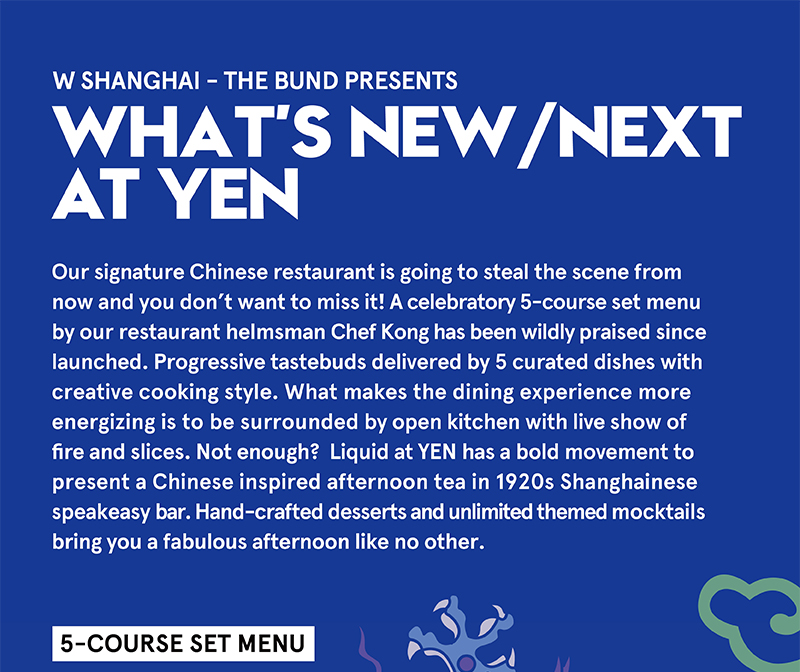 W SHANGHAI – THE BUND PRESENTS
WHAT'S NEW/NEXT
AT YEN
Our signature Chinese restaurant is going to steal the scene from
now and you don't want to miss it! A celebratory 5-course set menu
by our restaurant helmsman Chef Kong has been wildly praised since
launched. Progressive tastebuds delivered by 5 curated dishes with
creative cooking style. What makes the dining experience more
energizing is to be surrounded by open kitchen with live show of
fire and slices. Not enough? Liquid at YEN has a bold movement to
present a Chinese inspired afternoon tea in 1920s Shanghainese
speakeasy bar. Hand-crafted desserts and unlimited themed mocktails
bring you a fabulous afternoon like no other.
5-COURSE SET MENU